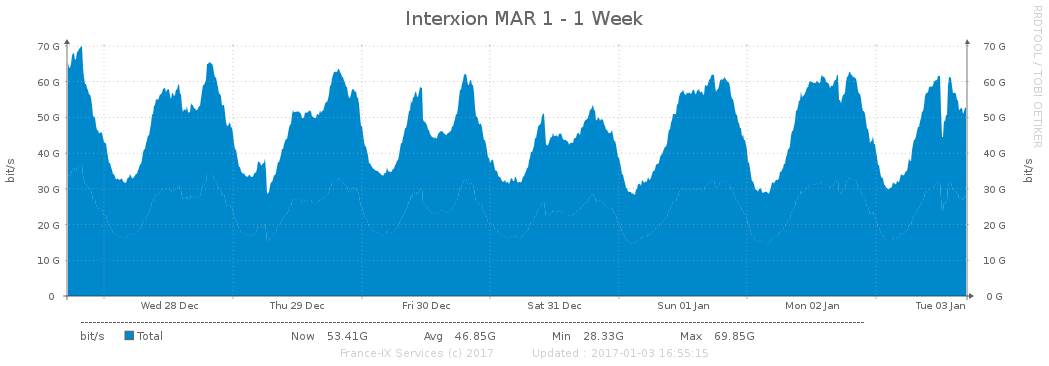 Interxion MAR 1 - 1 Week
RRDTOOL / TOBI OETIKER
bit/s
70 G 70 G
60 G 60 G
50 G 50 G
40 G 40 G
30 G 30 G
20 G 20 G
10 G 10 G
0 0 G
bit/s
Wed 28 Dec Thu 29 Dec Fri 30 Dec Sat 31 Dec Sun 01 Jan Mon 02 Jan Tue 03 Jan
bit/s Total Now 53.41G Avg 46.85G Min 28.33G Max 69.85G
France-IX Services (c) 2017 Updated : 2017-01-03 16:55:15